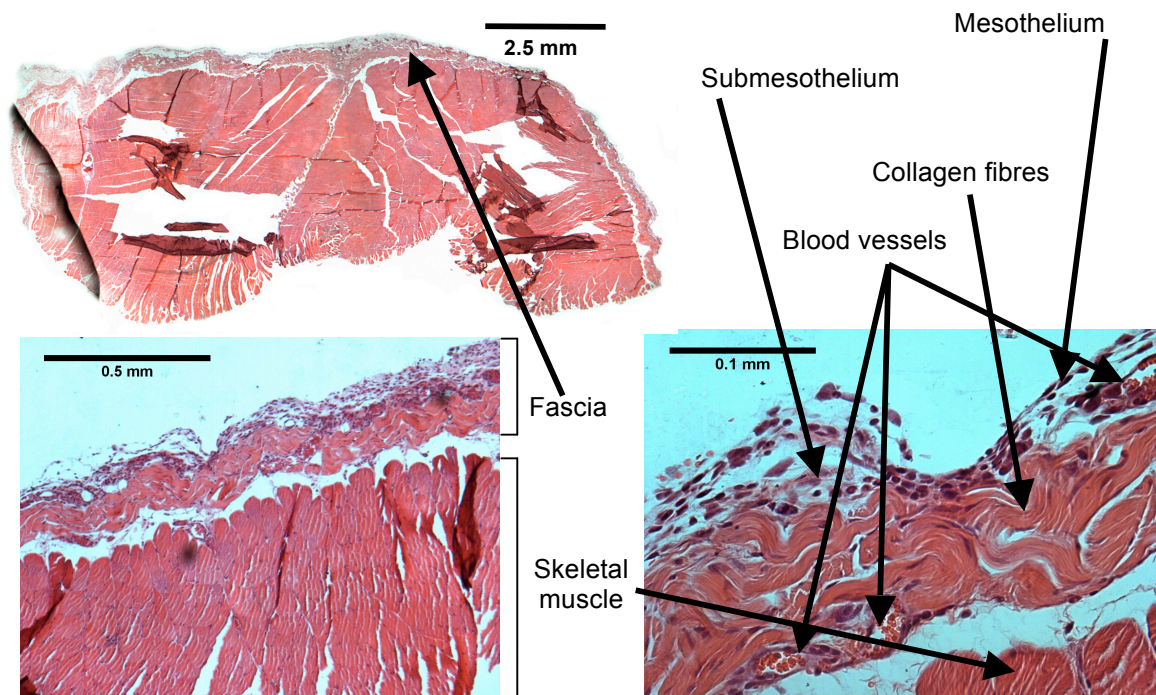 2.5 mm
Mesothelium
Submesothelium
Collagen fibres
Blood vessels
0.5 mm
0.1 mm
Fascia
Skeletal
muscle